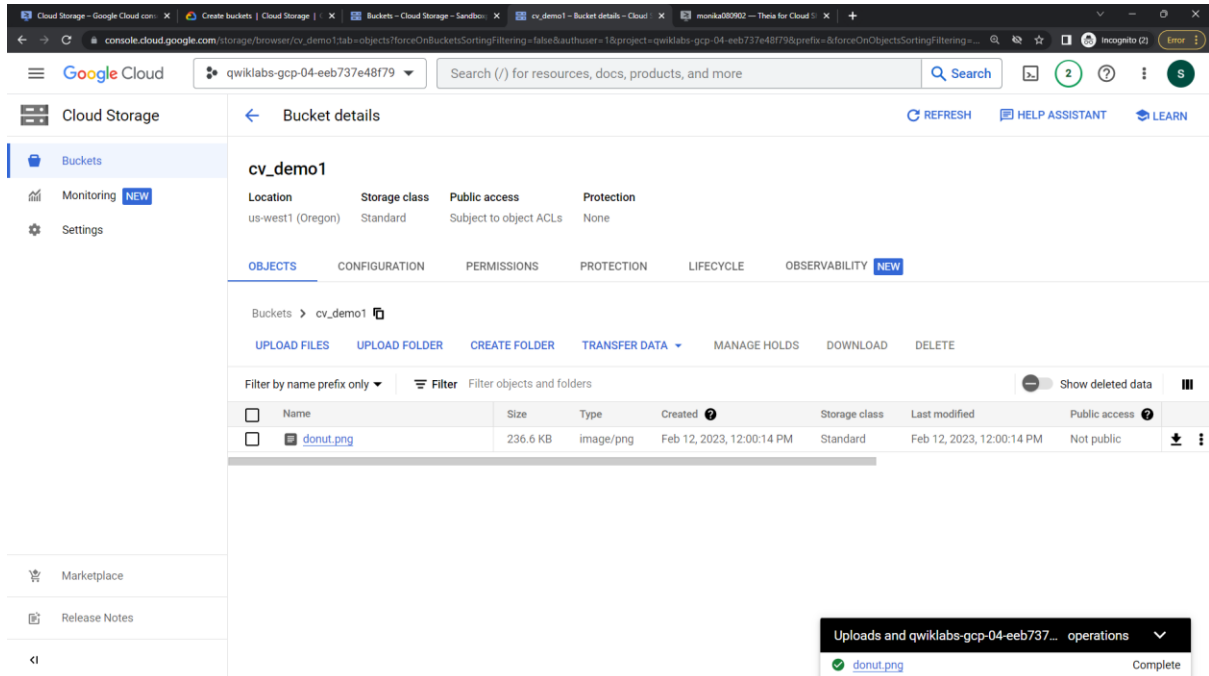 Cloud Storage – Google Cloud cons
Create buckets | Cloud Storage |
Buckets – Cloud Storage – Sandbox
cv_demo1 – Bucket details – Cloud S
monika080902 — Theia for Cloud S
console.cloud.google.com/storage/browser/cv_demo1;tab=objects?forceOnBucketsSortingFiltering=false&authuser=1&project=qwiklabs-gcp-04-eeb737e48f79&prefix=&forceOnObjectsSortingFiltering=...
Incognito (2)
Error
Google Cloud
qwiklabs-gcp-04-eeb737e48f79
Search (/) for resources, docs, products, and more
Search
2
S
Cloud Storage
Bucket details
REFRESH
HELP ASSISTANT
LEARN
Buckets
Monitoring NEW
Settings
cv_demo1
Location Storage class Public access Protection
us-west1 (Oregon) Standard Subject to object ACLs None
OBJECTS CONFIGURATION PERMISSIONS PROTECTION LIFECYCLE OBSERVABILITY NEW
Buckets > cv_demo1
UPLOAD FILES UPLOAD FOLDER CREATE FOLDER TRANSFER DATA MANAGE HOLDS DOWNLOAD DELETE
Filter by name prefix only Filter Filter objects and folders Show deleted data
Name Size Type Created Storage class Last modified Public access
donut.png 236.6 KB image/png Feb 12, 2023, 12:00:14 PM Standard Feb 12, 2023, 12:00:14 PM Not public
Marketplace
Release Notes
Uploads and qwiklabs-gcp-04-eeb737... operations
donut.png Complete